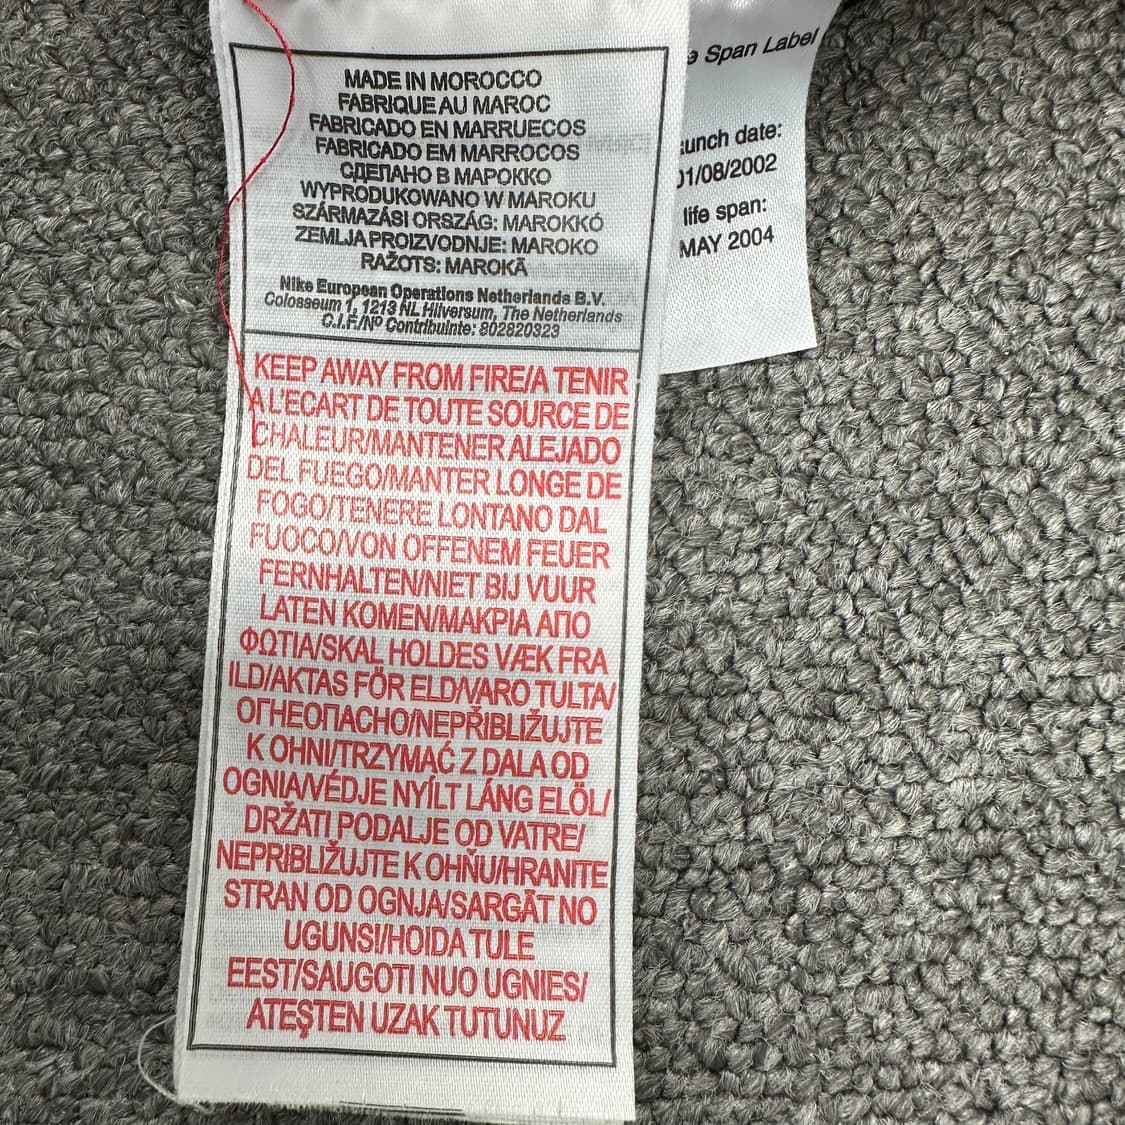 MADE IN MOROCCO
FABRIQUE AU MAROC
FABRICADO EN MARRUECOS
FABRICADO EM MARROCOS
СДЕЛАНО В МАРОККО
WYPRODUKOWANO W MAROKU
SZÁRMAZÁSI ORSZÁG: MAROKKÓ
ZEMLJA PROIZVODNJE: MAROKO
RAŽOTS: MAROKĀ
Nike European Operations Netherlands B.V.
Colosseum 1, 1213 NL Hilversum, The Netherlands
C.I.F./Nº Contribuinte: 802820323
KEEP AWAY FROM FIRE/A TENIR
A L'ECART DE TOUTE SOURCE DE
CHALEUR/MANTENER ALEJADO
DEL FUEGO/MANTER LONGE DE
FOGO/TENERE LONTANO DAL
FUOCO/VON OFFENEM FEUER
FERNHALTEN/NIET BIJ VUUR
LATEN KOMEN/ΜΑΚΡΙΑ ΑΠΟ
ΦΩΤΙΑ/SKAL HOLDES VÆK FRA
ILD/AKTAS FÖR ELD/VARO TULTA/
ОГНЕОПАСНО/NEPŘIBLIŽUJTE
K OHNI/TRZYMAĆ Z DALA OD
OGNIA/VÉDJE NYÍLT LÁNG ELÖL/
DRŽATI PODALJE OD VATRE/
NEPRIBLIŽUJTE K OHŇU/HRANITE
STRAN OD OGNJA/SARGĀT NO
UGUNS!/HOIDA TULE
EEST/SAUGOTI NUO UGNIES/
ATEŞTEN UZAK TUTUNUZ
Span Label
unch date:
01/08/2002
life span:
MAY 2004